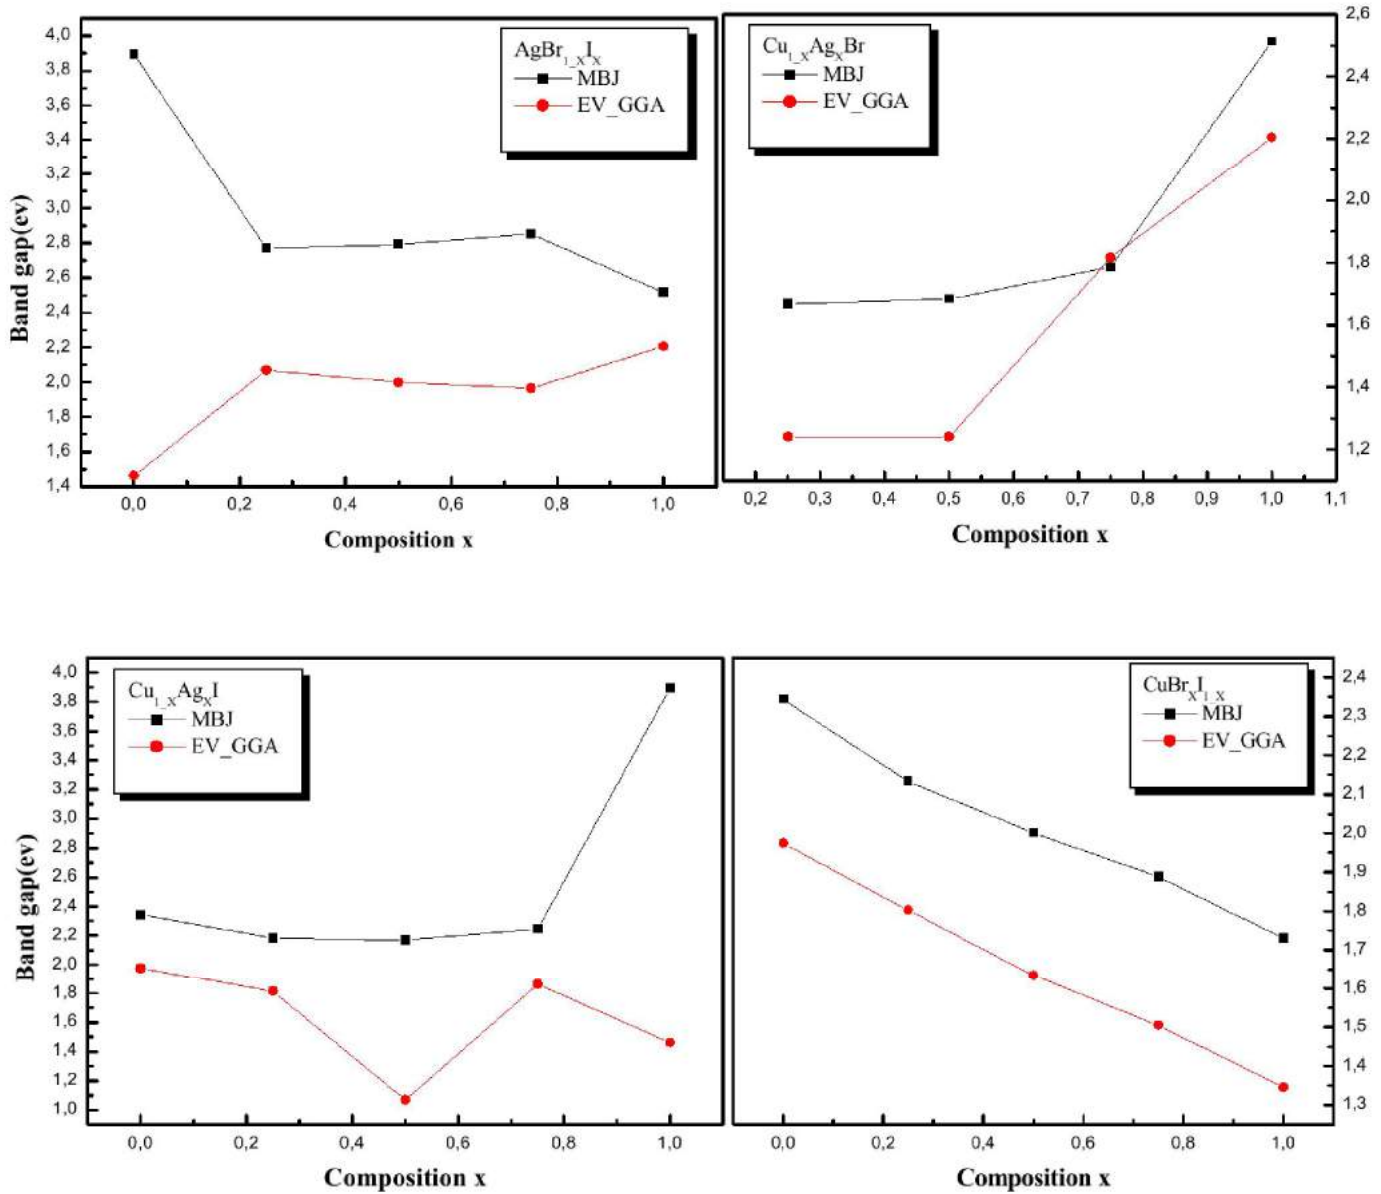 AgBr1_XIX
MBJ
EV_GGA
4,0
3,8
3,6
3,4
3,2
3,0
2,8
2,6
2,4
2,2
2,0
1,8
1,6
1,4
Band gap(ev)
0,0 0,2 0,4 0,6 0,8 1,0
Composition x
Cu1_XAgXBr
MBJ
EV_GGA
2,6
2,4
2,2
2,0
1,8
1,6
1,4
1,2
0,2 0,3 0,4 0,5 0,6 0,7 0,8 0,9 1,0 1,1
Composition x
Cu1_XAgXI
MBJ
EV_GGA
4,0
3,8
3,6
3,4
3,2
3,0
2,8
2,6
2,4
2,2
2,0
1,8
1,6
1,4
1,2
1,0
Band gap(ev)
0,0 0,2 0,4 0,6 0,8 1,0
Composition x
CuBrXI1_X
MBJ
EV_GGA
2,4
2,3
2,2
2,1
2,0
1,9
1,8
1,7
1,6
1,5
1,4
1,3
0,0 0,2 0,4 0,6 0,8 1,0
Composition x